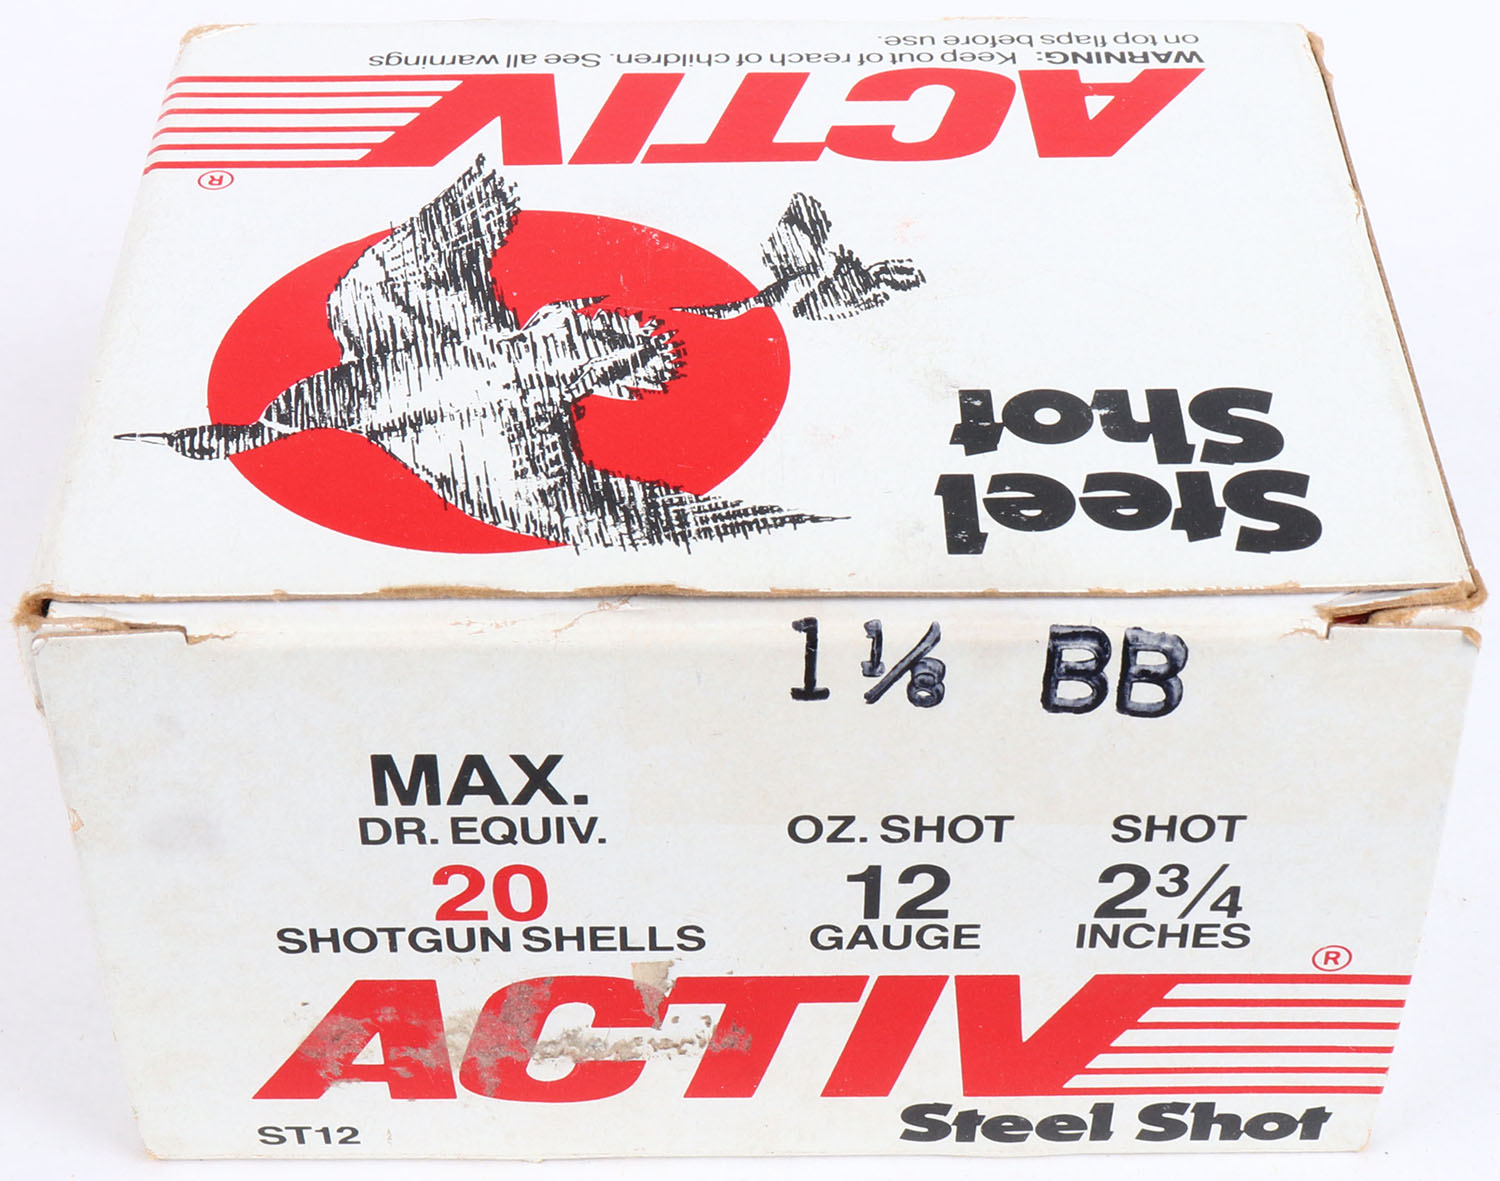 WARNING: Keep out of reach of children. See all warnings
on top flaps before use.
ACTIV
®
Steel
Shot
1 1/8 BB
MAX.
DR. EQUIV.
OZ. SHOT
SHOT
20
12
2 3/4
SHOTGUN SHELLS
GAUGE
INCHES
®
ACTIV
Steel Shot
ST12